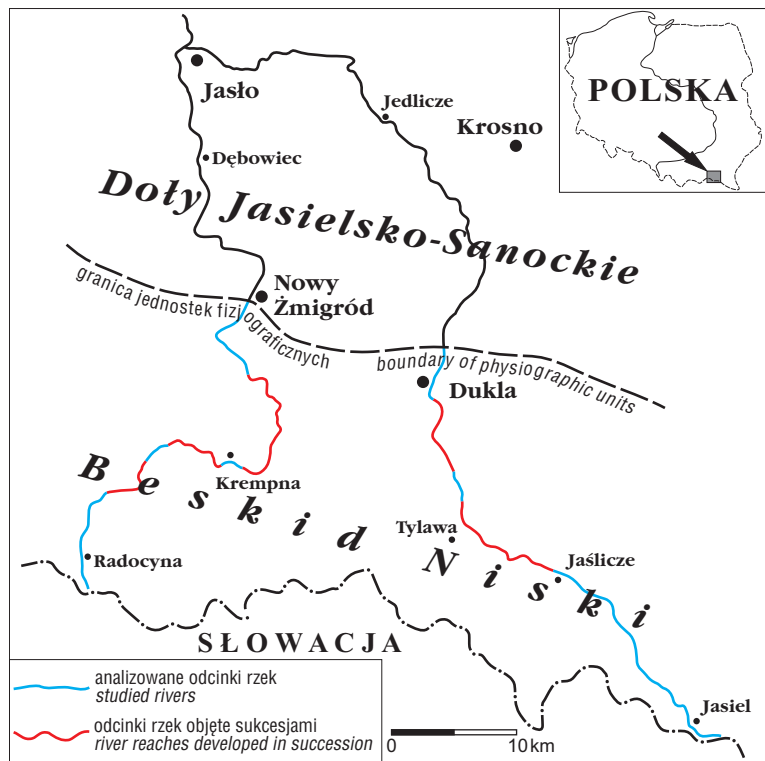 POLSKA
Jasło
Jedlicze
Krosno
Dębowiec
Doły Jasielsko-Sanockie
Nowy
Żmigród
granica jednostek fizjograficznych
boundary of physiographic units
Dukla
Beskid Niski
Krempna
Tylawa
Radocyna
Jaślicze
SŁOWACJA
Jasiel
analizowane odcinki rzek
studied rivers
odcinki rzek objęte sukcesjami
river reaches developed in succession
0 10 km